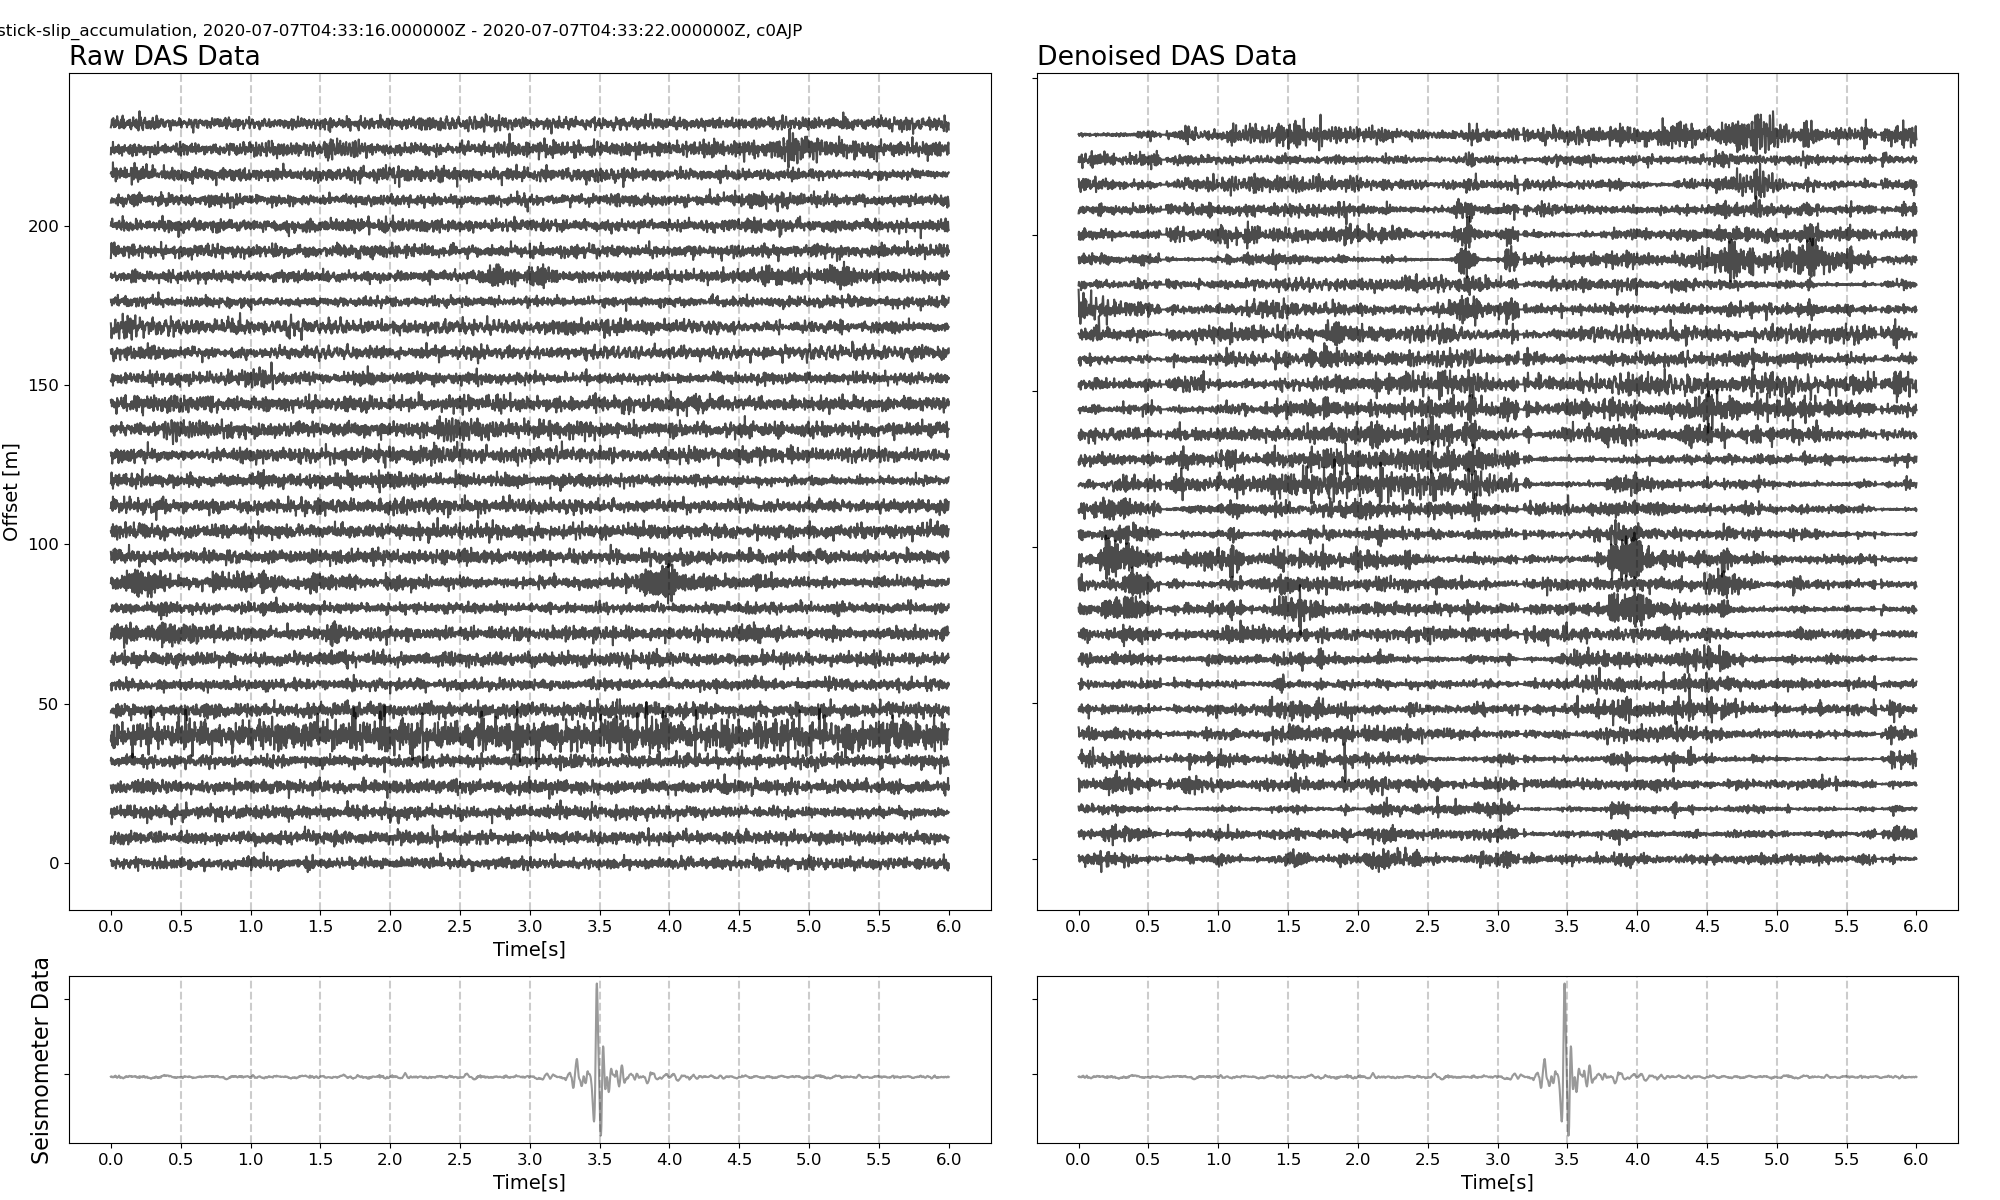 stick-slip_accumulation, 2020-07-07T04:33:16.000000Z - 2020-07-07T04:33:22.000000Z, c0AJP
Raw DAS Data
Denoised DAS Data
Offset [m]
200
150
100
50
0
0.0 0.5 1.0 1.5 2.0 2.5 3.0 3.5 4.0 4.5 5.0 5.5 6.0
Time[s]
0.0 0.5 1.0 1.5 2.0 2.5 3.0 3.5 4.0 4.5 5.0 5.5 6.0
Seismometer Data
0.0 0.5 1.0 1.5 2.0 2.5 3.0 3.5 4.0 4.5 5.0 5.5 6.0
Time[s]
0.0 0.5 1.0 1.5 2.0 2.5 3.0 3.5 4.0 4.5 5.0 5.5 6.0
Time[s]